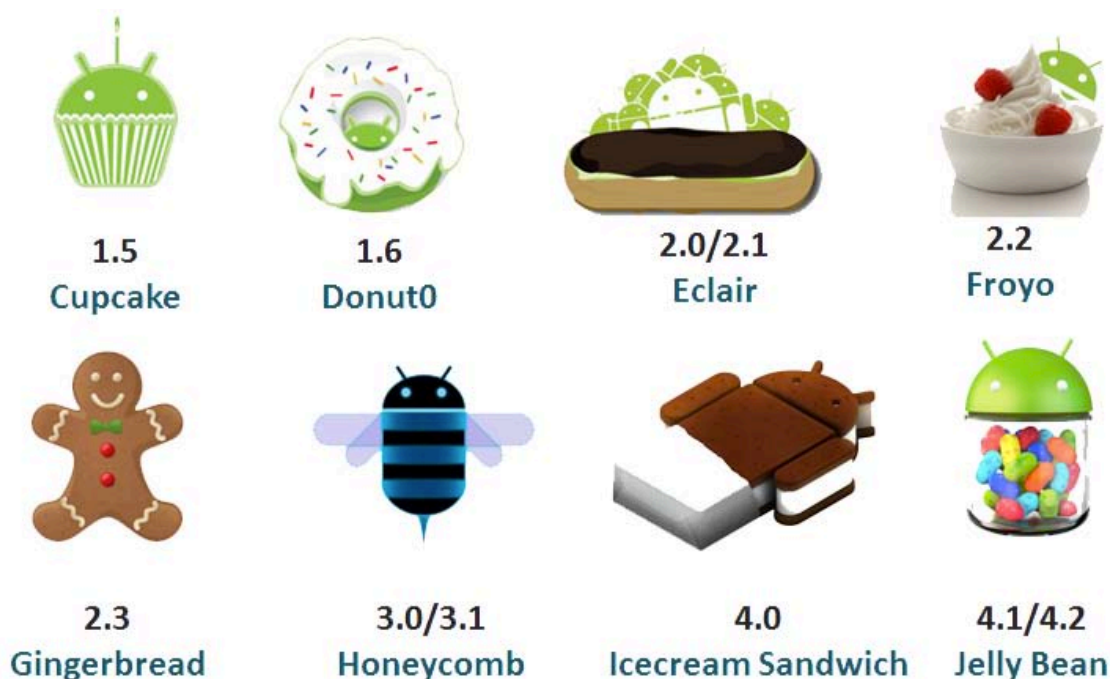 1.5
Cupcake
1.6
Donut0
2.0/2.1
Eclair
2.2
Froyo
2.3
Gingerbread
3.0/3.1
Honeycomb
4.0
Icecream Sandwich
4.1/4.2
Jelly Bean